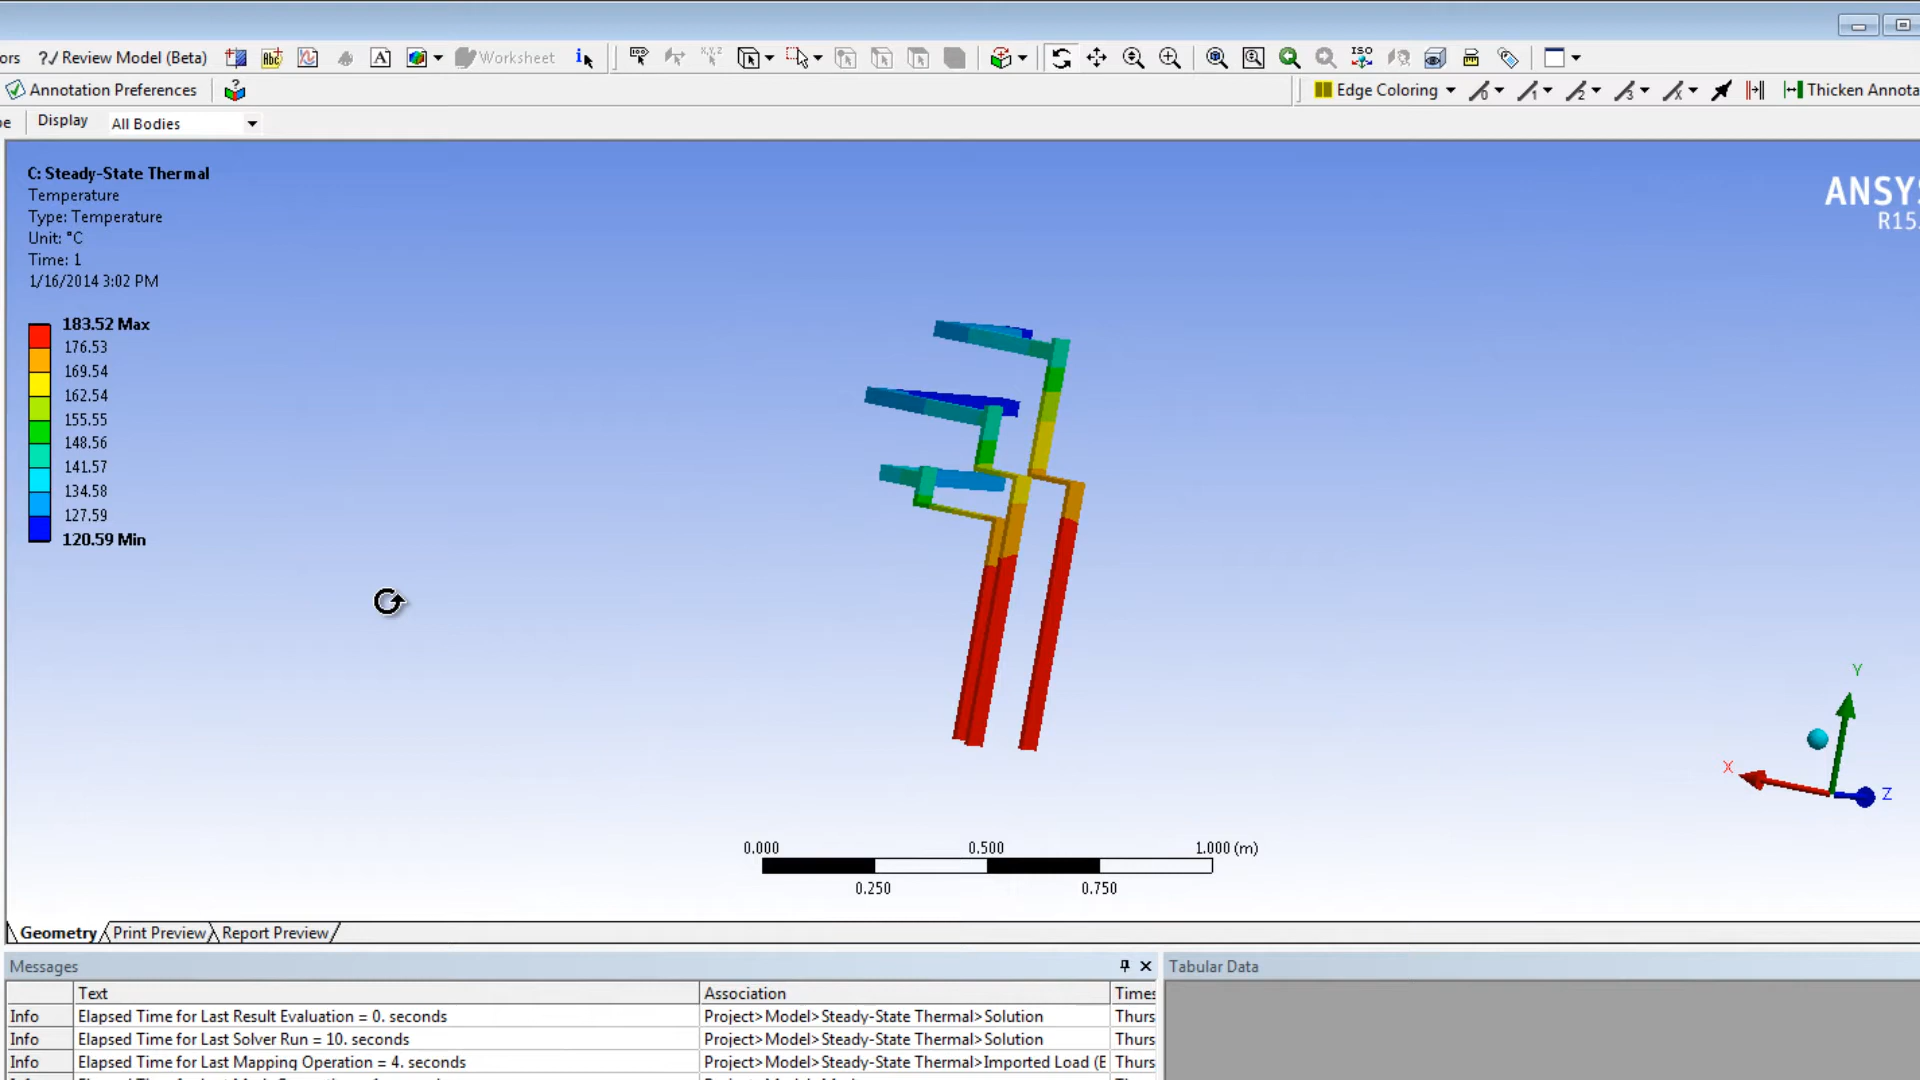 ors ?✓ Review Model (Beta) Worksheet ISO
Annotation Preferences Edge Coloring Thicken Annota
pe Display All Bodies
C: Steady-State Thermal
Temperature
Type: Temperature
Unit: °C
Time: 1
1/16/2014 3:02 PM
183.52 Max
176.53
169.54
162.54
155.55
148.56
141.57
134.58
127.59
120.59 Min
ANSYS
R15.
Y
X
Z
0.000 0.500 1.000 (m)
0.250 0.750
Geometry Print Preview Report Preview
Messages Tabular Data
Text Association Times
Info Elapsed Time for Last Result Evaluation = 0. seconds Project>Model>Steady-State Thermal>Solution Thurs
Info Elapsed Time for Last Solver Run = 10. seconds Project>Model>Steady-State Thermal>Solution Thurs
Info Elapsed Time for Last Mapping Operation = 4. seconds Project>Model>Steady-State Thermal>Imported Load (E Thurs